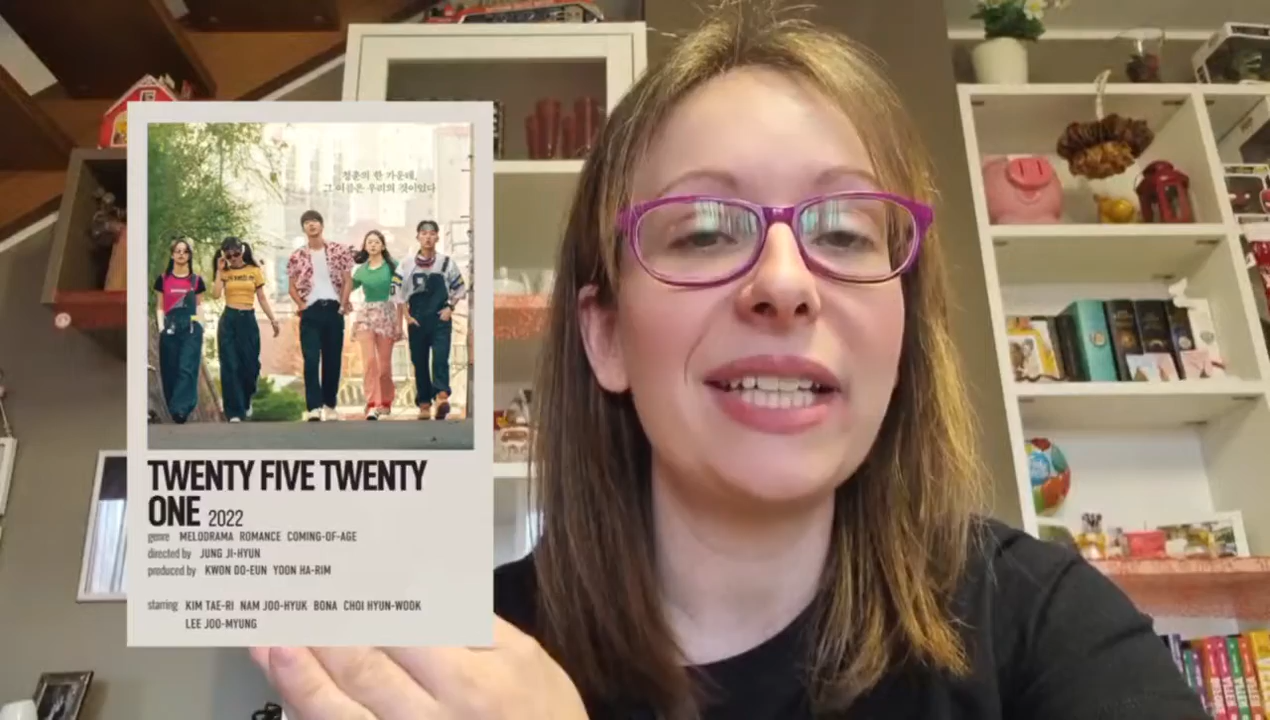 청춘의 한 가운데,
그 이름은 우리의 것이었다
TWENTY FIVE TWENTY
ONE 2022
genre MELODRAMA ROMANCE COMING-OF-AGE
directed by JUNG JI-HYUN
produced by KWON DO-EUN YOON HA-RIM
starring KIM TAE-RI NAM JOO-HYUK BONA CHOI HYUN-WOOK
LEE JOO-MYUNG